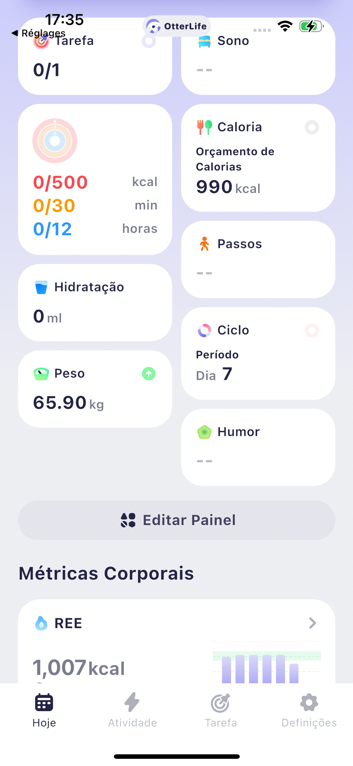 17:35
OtterLife
Réglages
Tarefa
0/1
Sono
--
0/500 kcal
0/30 min
0/12 horas
Caloria
Orçamento de
Calorias
990 kcal
Passos
--
Hidratação
0 ml
Ciclo
Período
Dia 7
Peso
65.90 kg
Humor
--
Editar Painel
Métricas Corporais
REE
1,007 kcal
Hoje
Atividade
Tarefa
Definições